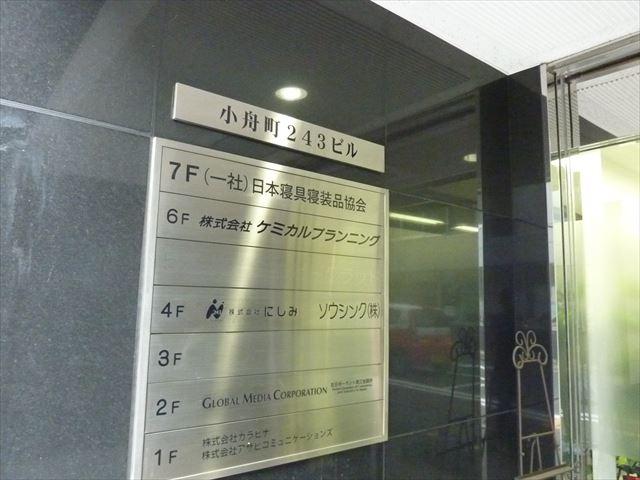 小舟町243ビル
7F (一社)日本寝具寝装品協会
6F 株式会社 ケミカルプランニング
4F 株式会社 にしみ ソウシンク(株)
3F
2F GLOBAL MEDIA CORPORATION
1F 株式会社カラビナ
株式会社アサヒコミュニケーションズ